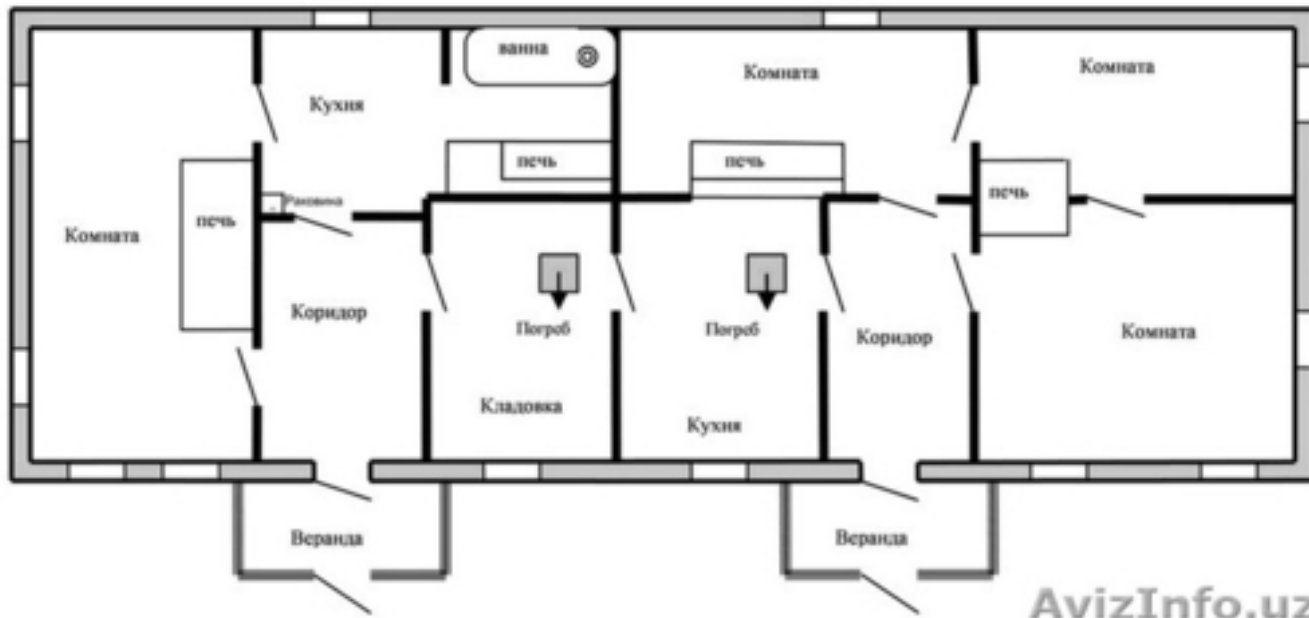 ванна
Комната
Комната
Кухня
печь
печь
печь
Раковина
печь
Комната
Коридор
Погреб
Погреб
Коридор
Комната
Кладовка
Кухня
Веранда
Веранда
AvizInfo.uz